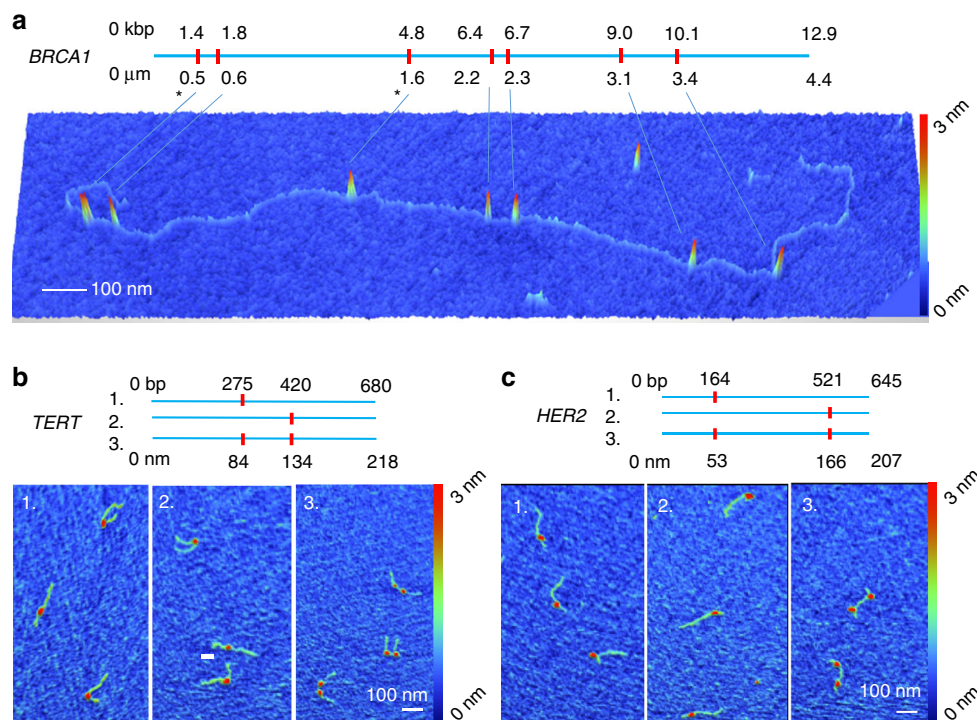 a
0 kbp 1.4 1.8 4.8 6.4 6.7 9.0 10.1 12.9
BRCA1
0 μm 0.5 0.6 1.6 2.2 2.3 3.1 3.4 4.4
* *
3 nm
0 nm
100 nm
b
0 bp 275 420 680
1.
TERT 2.
3.
0 nm 84 134 218
1. 2. 3.
3 nm
0 nm
100 nm
c
0 bp 164 521 645
1.
HER2 2.
3.
0 nm 53 166 207
1. 2. 3.
3 nm
0 nm
100 nm